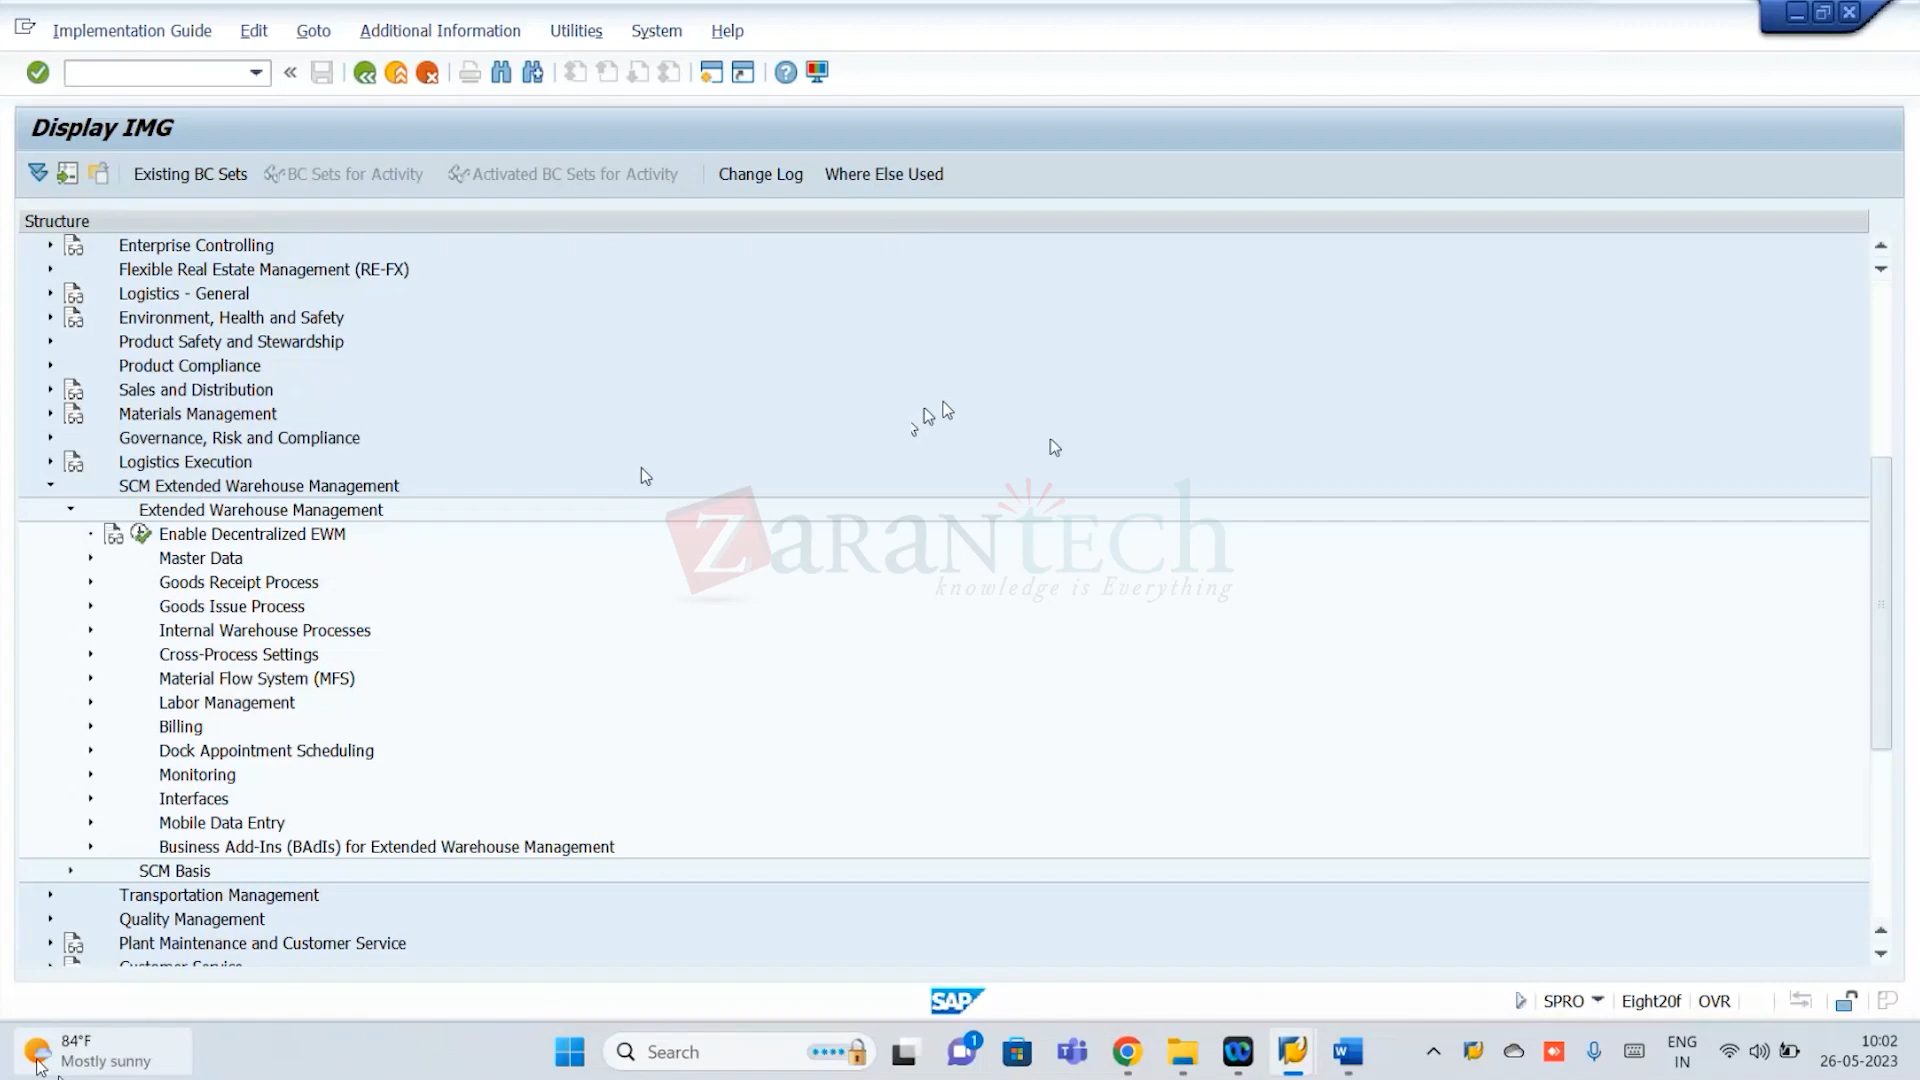 Implementation Guide Edit Goto Additional Information Utilities System Help
Display IMG
Existing BC Sets BC Sets for Activity Activated BC Sets for Activity Change Log Where Else Used
Structure
Enterprise Controlling
Flexible Real Estate Management (RE-FX)
Logistics - General
Environment, Health and Safety
Product Safety and Stewardship
Product Compliance
Sales and Distribution
Materials Management
Governance, Risk and Compliance
Logistics Execution
SCM Extended Warehouse Management
Extended Warehouse Management
Enable Decentralized EWM
Master Data
Goods Receipt Process
Goods Issue Process
Internal Warehouse Processes
Cross-Process Settings
Material Flow System (MFS)
Labor Management
Billing
Dock Appointment Scheduling
Monitoring
Interfaces
Mobile Data Entry
Business Add-Ins (BAdIs) for Extended Warehouse Management
SCM Basis
Transportation Management
Quality Management
Plant Maintenance and Customer Service
Customer Service
zaranTech
knowledge is Everything
SAP
SPRO Eight20f OVR
84°F
Mostly sunny
Search
1
ENG
IN
10:02
26-05-2023